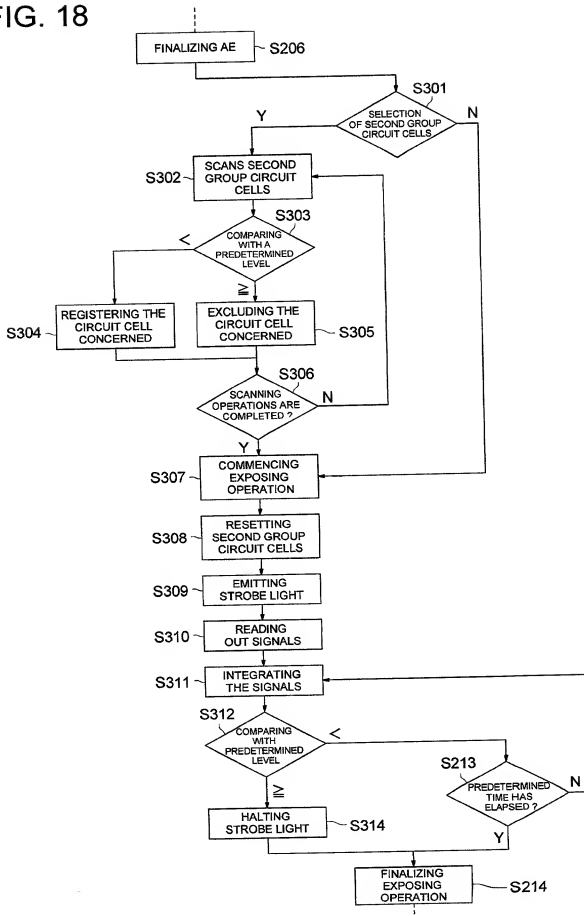 FIG. 18
FINALIZING AE
S206
S301
SELECTION
OF SECOND GROUP
CIRCUIT CELLS
Y
N
S302
SCANS SECOND
GROUP CIRCUIT
CELLS
S303
COMPARING
WITH A
PREDETERMINED
LEVEL
<
≧
S304
REGISTERING THE
CIRCUIT CELL
CONCERNED
EXCLUDING THE
CIRCUIT CELL
CONCERNED
S305
S306
SCANNING
OPERATIONS ARE
COMPLETED ?
N
Y
S307
COMMENCING
EXPOSING
OPERATION
S308
RESETTING
SECOND GROUP
CIRCUIT CELLS
S309
EMITTING
STROBE LIGHT
S310
READING
OUT SIGNALS
S311
INTEGRATING
THE SIGNALS
S312
COMPARING
WITH
PREDETERMINED
LEVEL
<
≧
S213
PREDETERMINED
TIME HAS
ELAPSED ?
N
Y
HALTING
STROBE LIGHT
S314
FINALIZING
EXPOSING
OPERATION
S214